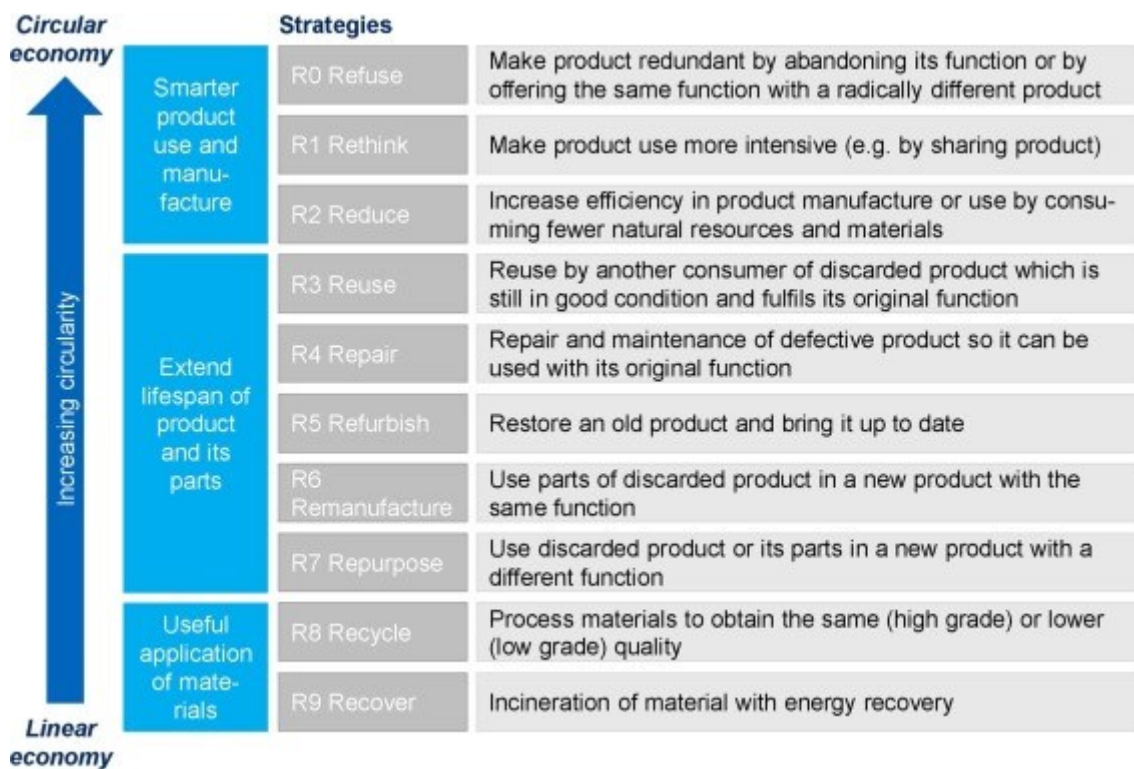 Circular
economy
Strategies
Smarter
product
use and
manu-
facture
R0 Refuse
Make product redundant by abandoning its function or by
offering the same function with a radically different product
R1 Rethink
Make product use more intensive (e.g. by sharing product)
R2 Reduce
Increase efficiency in product manufacture or use by consu-
ming fewer natural resources and materials
Extend
lifespan of
product
and its
parts
R3 Reuse
Reuse by another consumer of discarded product which is
still in good condition and fulfils its original function
R4 Repair
Repair and maintenance of defective product so it can be
used with its original function
R5 Refurbish
Restore an old product and bring it up to date
R6
Remanufacture
Use parts of discarded product in a new product with the
same function
R7 Repurpose
Use discarded product or its parts in a new product with a
different function
Useful
application
of mate-
rials
R8 Recycle
Process materials to obtain the same (high grade) or lower
(low grade) quality
R9 Recover
Incineration of material with energy recovery
Increasing circularity
Linear
economy